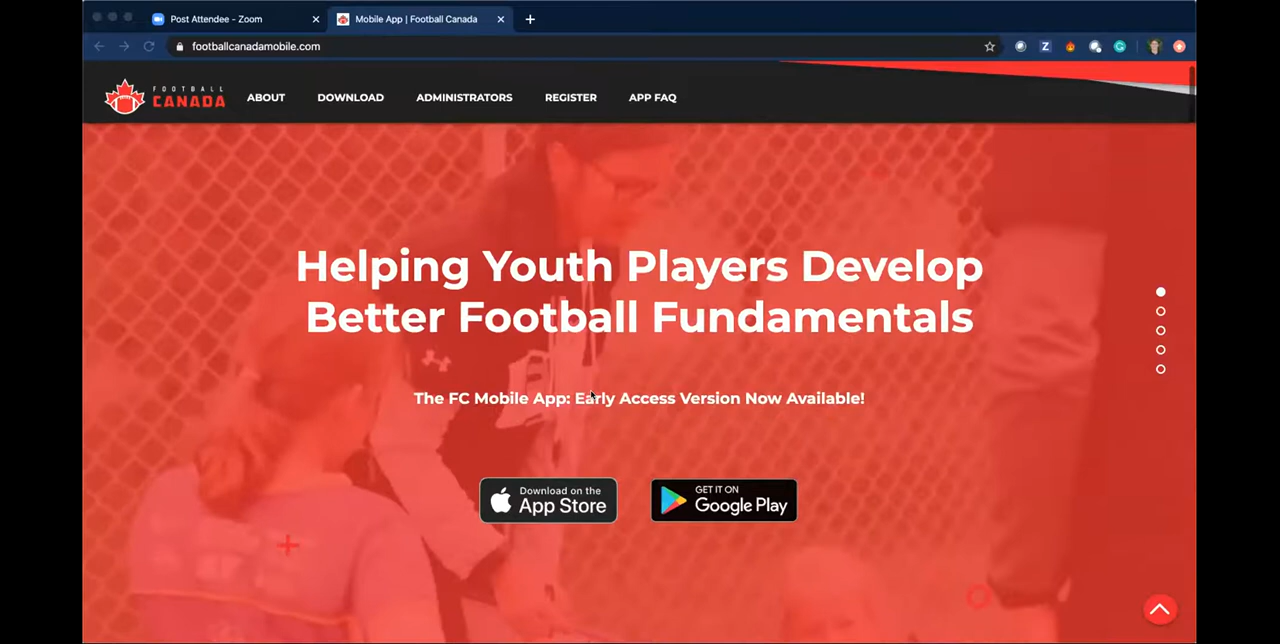 Post Attendee - Zoom
Mobile App | Football Canada
footballcanadamobile.com
Z
FOOTBALL
CANADA
ABOUT
DOWNLOAD
ADMINISTRATORS
REGISTER
APP FAQ
Helping Youth Players Develop
Better Football Fundamentals
The FC Mobile App: Early Access Version Now Available!
Download on the
App Store
GET IT ON
Google Play